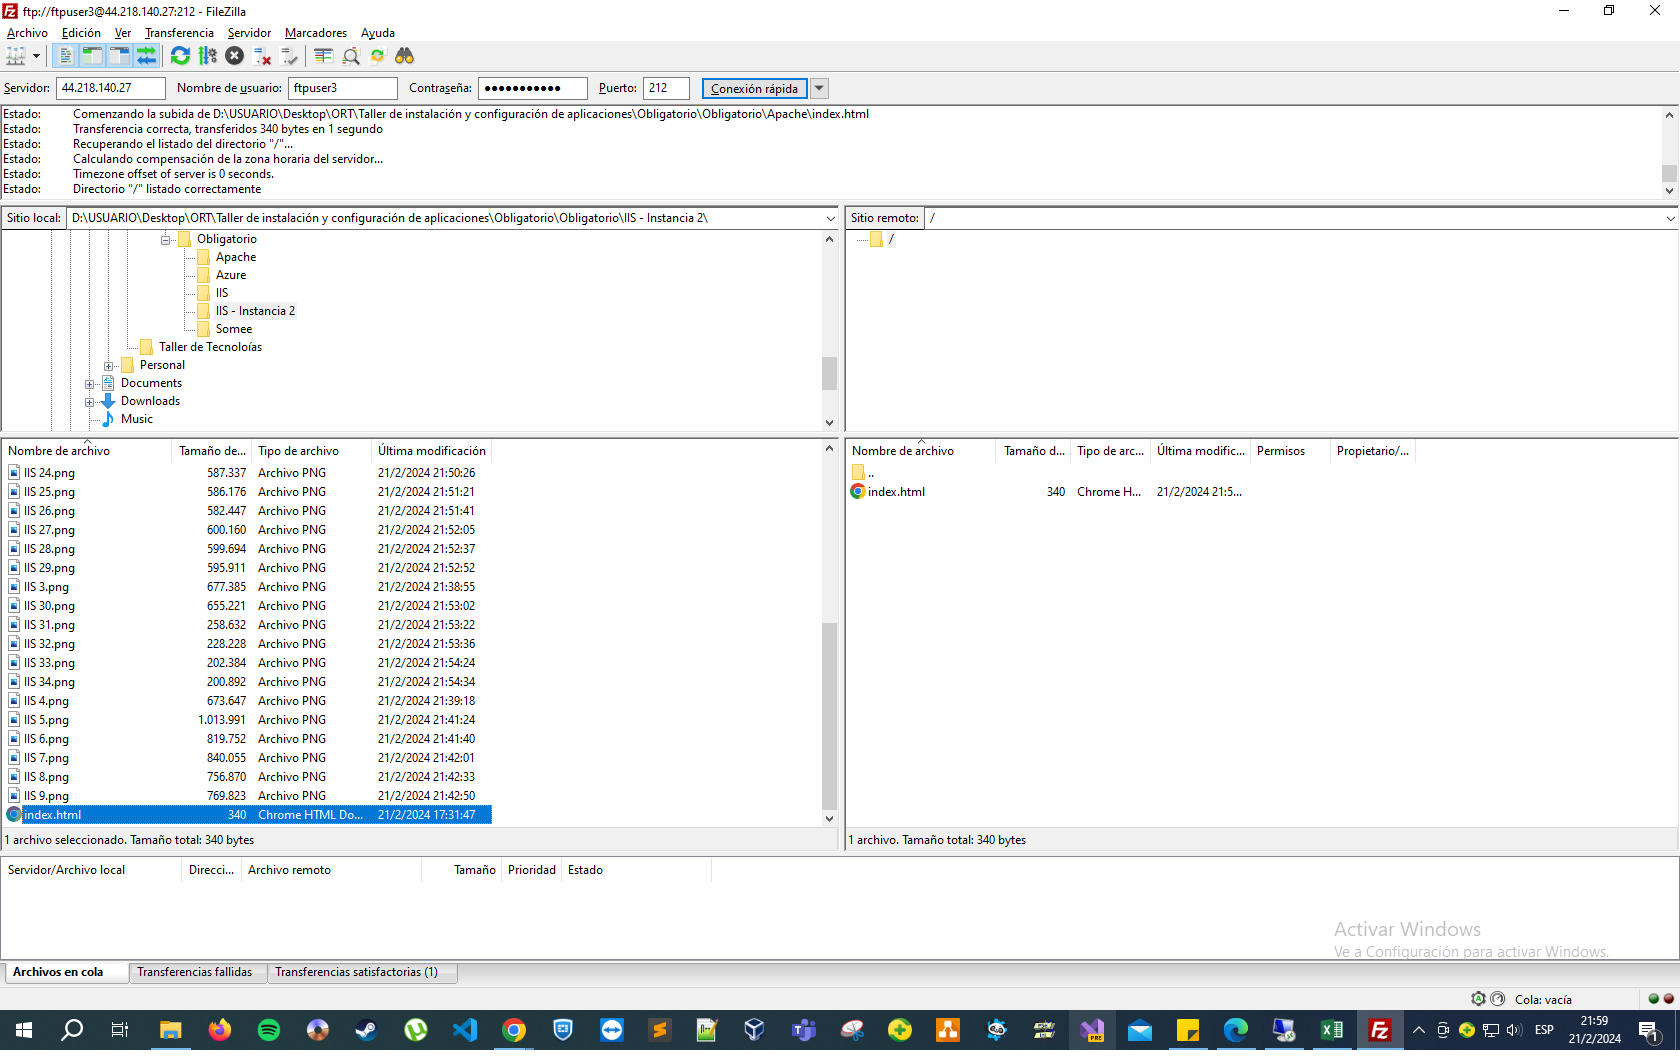 ftp://ftpuser3@44.218.140.27:212 - FileZilla
Archivo Edición Ver Transferencia Servidor Marcadores Ayuda
Servidor: 44.218.140.27 Nombre de usuario: ftpuser3 Contraseña: ●●●●●●●●●●● Puerto: 212 Conexión rápida
Estado: Comenzando la subida de D:\USUARIO\Desktop\ORT\Taller de instalación y configuración de aplicaciones\Obligatorio\Obligatorio\Apache\index.html
Estado: Transferencia correcta, transferidos 340 bytes en 1 segundo
Estado: Recuperando el listado del directorio "/"...
Estado: Calculando compensación de la zona horaria del servidor...
Estado: Timezone offset of server is 0 seconds.
Estado: Directorio "/" listado correctamente
Sitio local: D:\USUARIO\Desktop\ORT\Taller de instalación y configuración de aplicaciones\Obligatorio\Obligatorio\IIS - Instancia 2\
Obligatorio
Apache
Azure
IIS
IIS - Instancia 2
Somee
Taller de Tecnoloías
Personal
Documents
Downloads
Music
Sitio remoto: /
/
Nombre de archivo Tamaño de... Tipo de archivo Última modificación
IIS 24.png 587.337 Archivo PNG 21/2/2024 21:50:26
IIS 25.png 586.176 Archivo PNG 21/2/2024 21:51:21
IIS 26.png 582.447 Archivo PNG 21/2/2024 21:51:41
IIS 27.png 600.160 Archivo PNG 21/2/2024 21:52:05
IIS 28.png 599.694 Archivo PNG 21/2/2024 21:52:37
IIS 29.png 595.911 Archivo PNG 21/2/2024 21:52:52
IIS 3.png 677.385 Archivo PNG 21/2/2024 21:38:55
IIS 30.png 655.221 Archivo PNG 21/2/2024 21:53:02
IIS 31.png 258.632 Archivo PNG 21/2/2024 21:53:22
IIS 32.png 228.228 Archivo PNG 21/2/2024 21:53:36
IIS 33.png 202.384 Archivo PNG 21/2/2024 21:54:24
IIS 34.png 200.892 Archivo PNG 21/2/2024 21:54:34
IIS 4.png 673.647 Archivo PNG 21/2/2024 21:39:18
IIS 5.png 1.013.991 Archivo PNG 21/2/2024 21:41:24
IIS 6.png 819.752 Archivo PNG 21/2/2024 21:41:40
IIS 7.png 840.055 Archivo PNG 21/2/2024 21:42:01
IIS 8.png 756.870 Archivo PNG 21/2/2024 21:42:33
IIS 9.png 769.823 Archivo PNG 21/2/2024 21:42:50
index.html 340 Chrome HTML Do... 21/2/2024 17:31:47
1 archivo seleccionado. Tamaño total: 340 bytes
Nombre de archivo Tamaño d... Tipo de arc... Última modific... Permisos Propietario/...
..
index.html 340 Chrome H... 21/2/2024 21:5...
1 archivo. Tamaño total: 340 bytes
Servidor/Archivo local Direcci... Archivo remoto Tamaño Prioridad Estado
Activar Windows
Ve a Configuración para activar Windows.
Archivos en cola Transferencias fallidas Transferencias satisfactorias (1)
Cola: vacía
ESP
21:59
21/2/2024
1